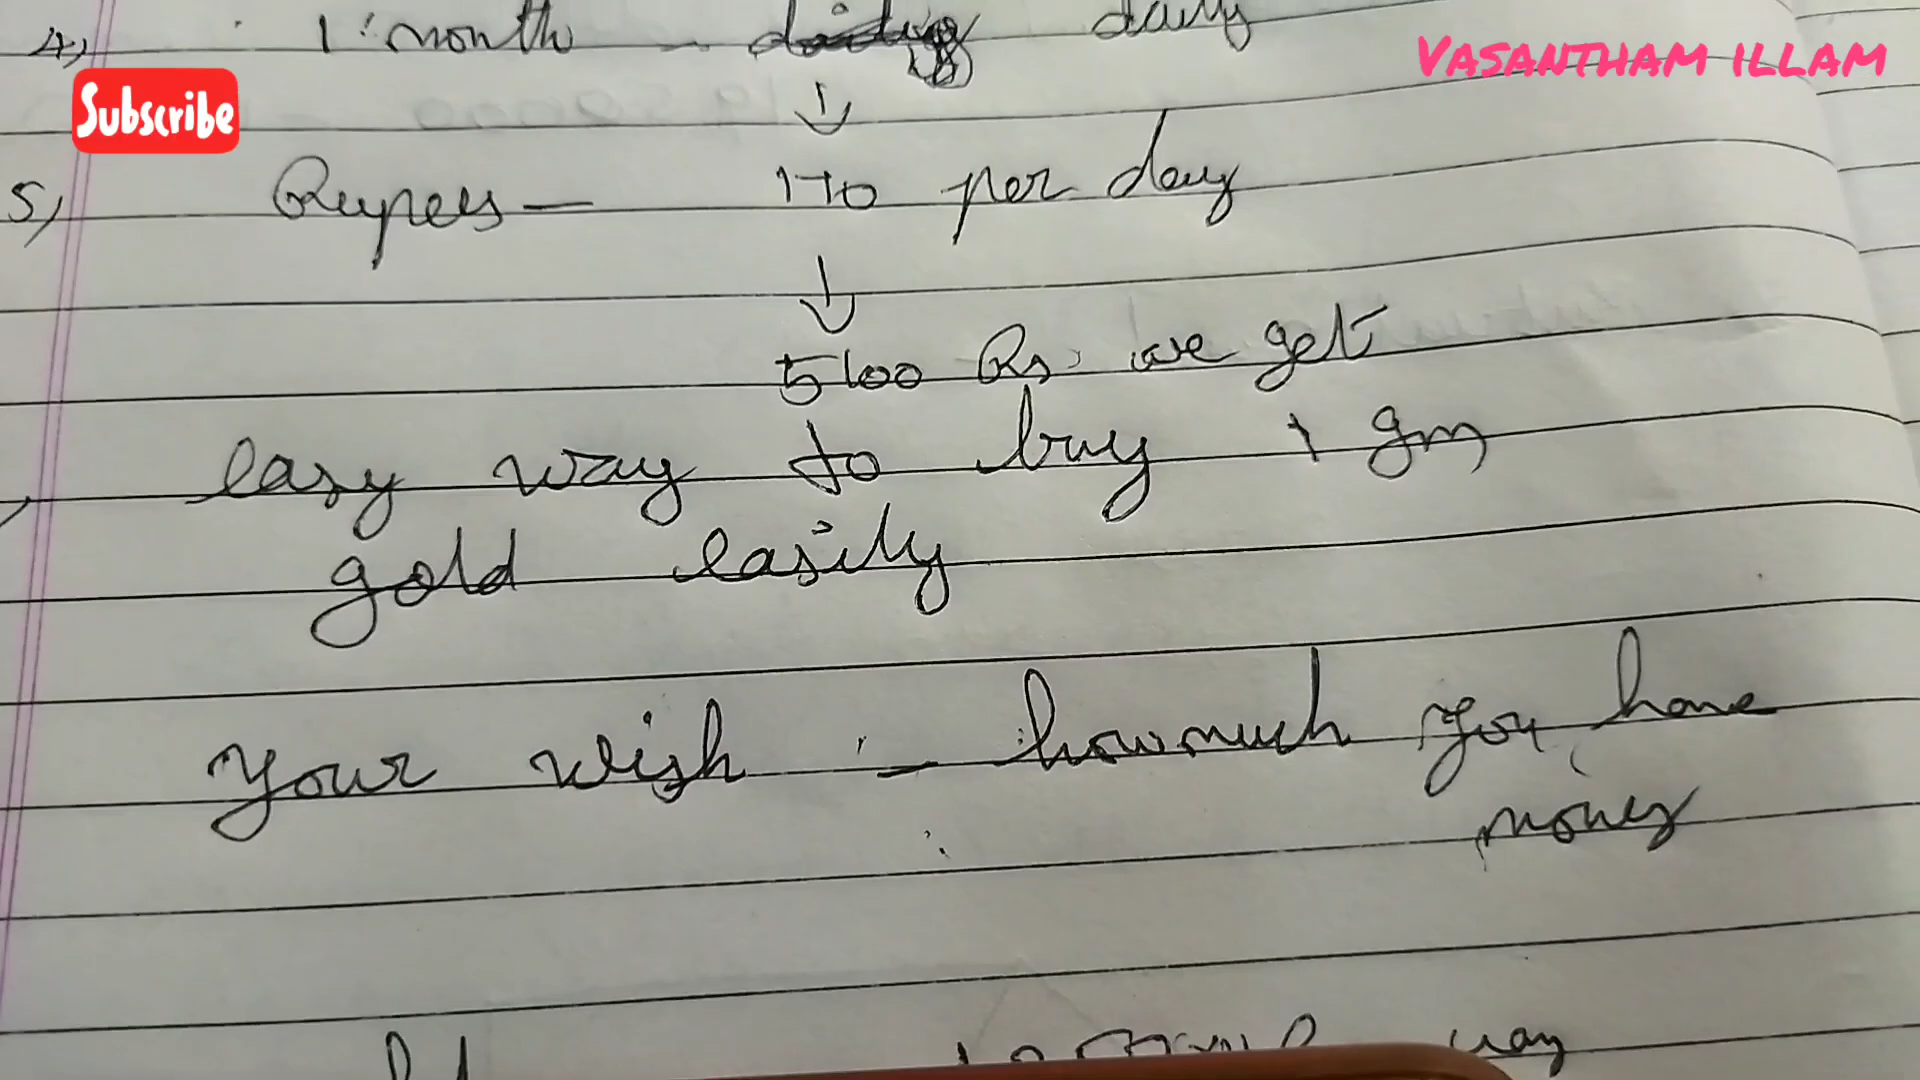 4) 1 month - daily
VASANTHAM ILLAM
Subscribe
5) Rupees — 170 per day
5100 Rs. we get
easy way to buy 1 gm
gold easily
your wish :- howmuch you have
money
way